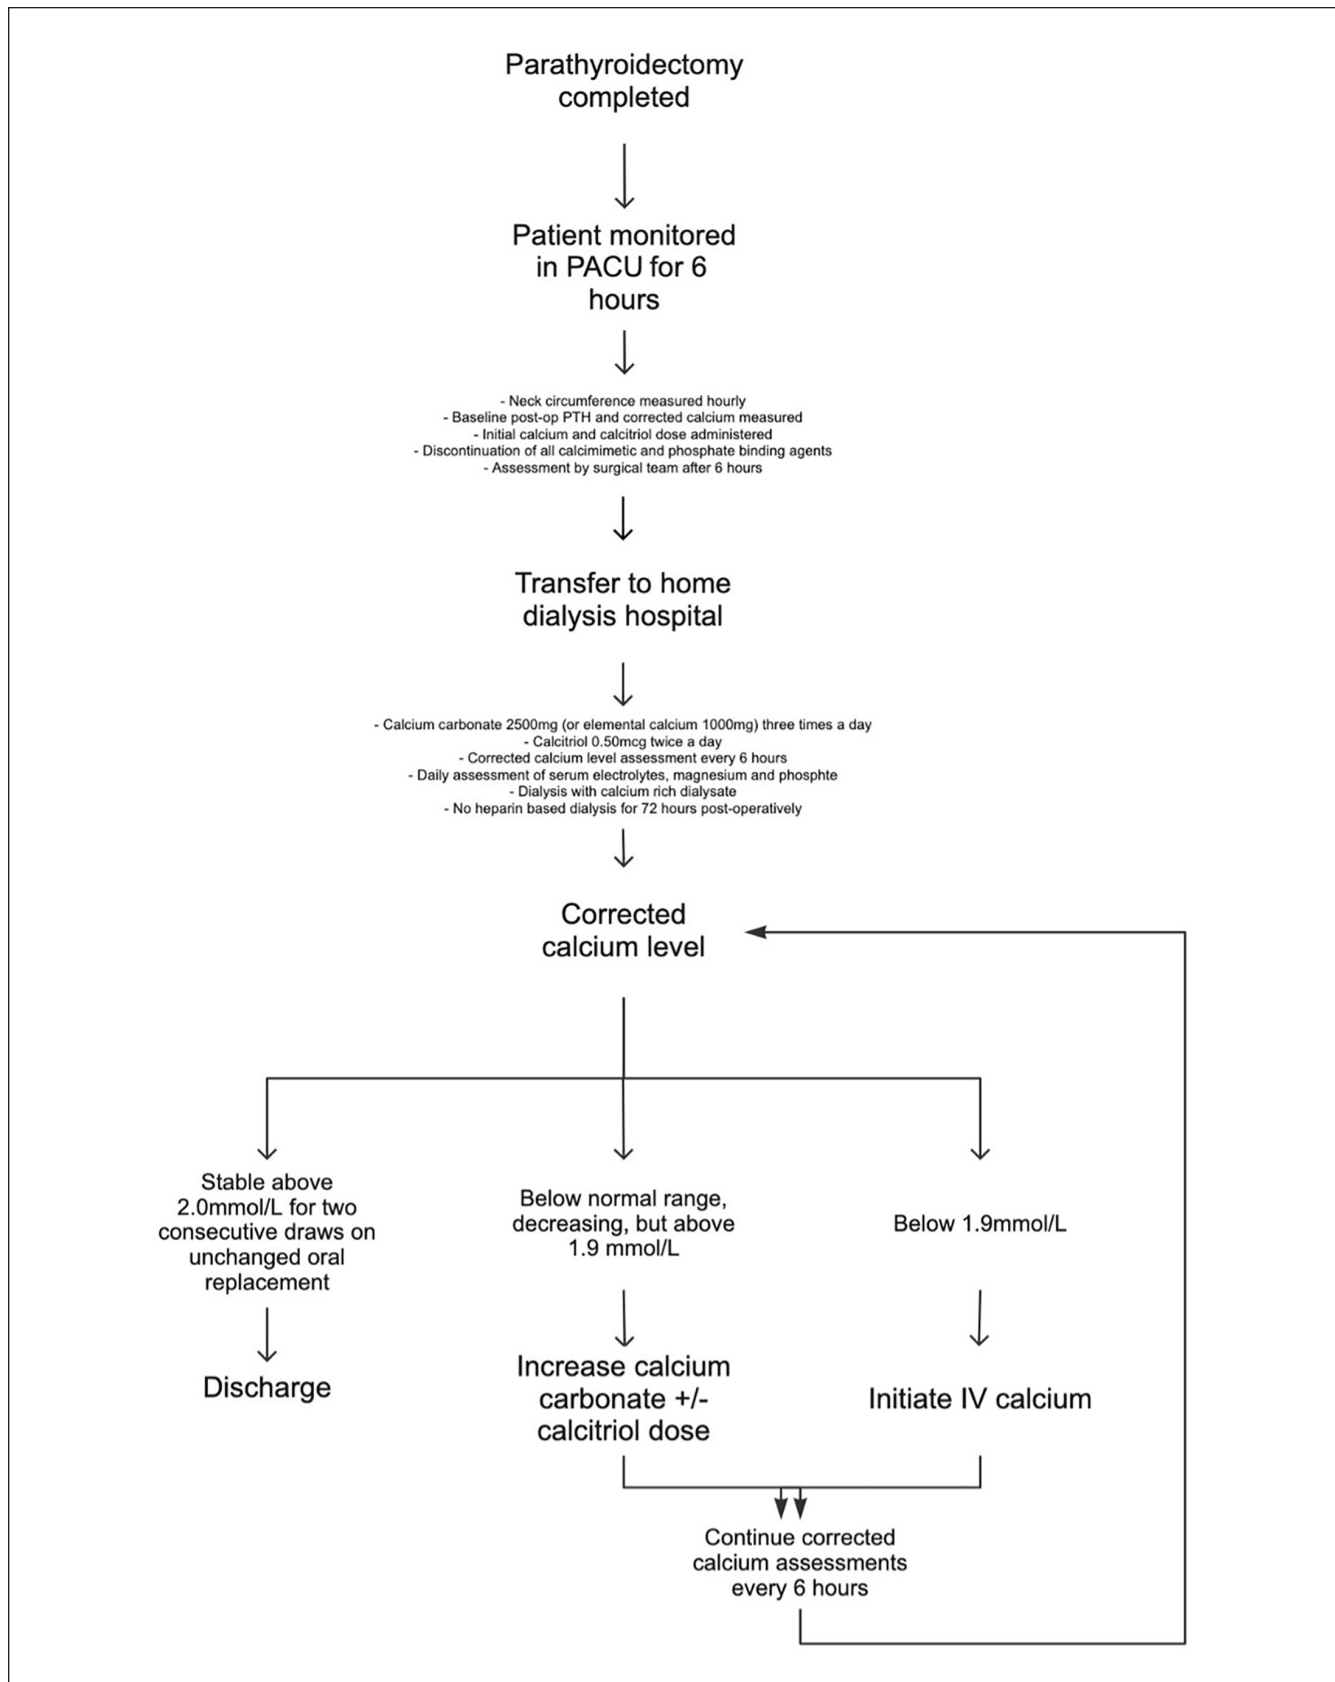 Parathyroidectomy
completed
Patient monitored
in PACU for 6
hours
- Neck circumference measured hourly
- Baseline post-op PTH and corrected calcium measured
- Initial calcium and calcitriol dose administered
- Discontinuation of all calcimimetic and phosphate binding agents
- Assessment by surgical team after 6 hours
Transfer to home
dialysis hospital
- Calcium carbonate 2500mg (or elemental calcium 1000mg) three times a day
- Calcitriol 0.50mcg twice a day
- Corrected calcium level assessment every 6 hours
- Daily assessment of serum electrolytes, magnesium and phosphte
- Dialysis with calcium rich dialysate
- No heparin based dialysis for 72 hours post-operatively
Corrected
calcium level
Stable above
2.0mmol/L for two
consecutive draws on
unchanged oral
replacement
Discharge
Below normal range,
decreasing, but above
1.9 mmol/L
Increase calcium
carbonate +/-
calcitriol dose
Below 1.9mmol/L
Initiate IV calcium
Continue corrected
calcium assessments
every 6 hours